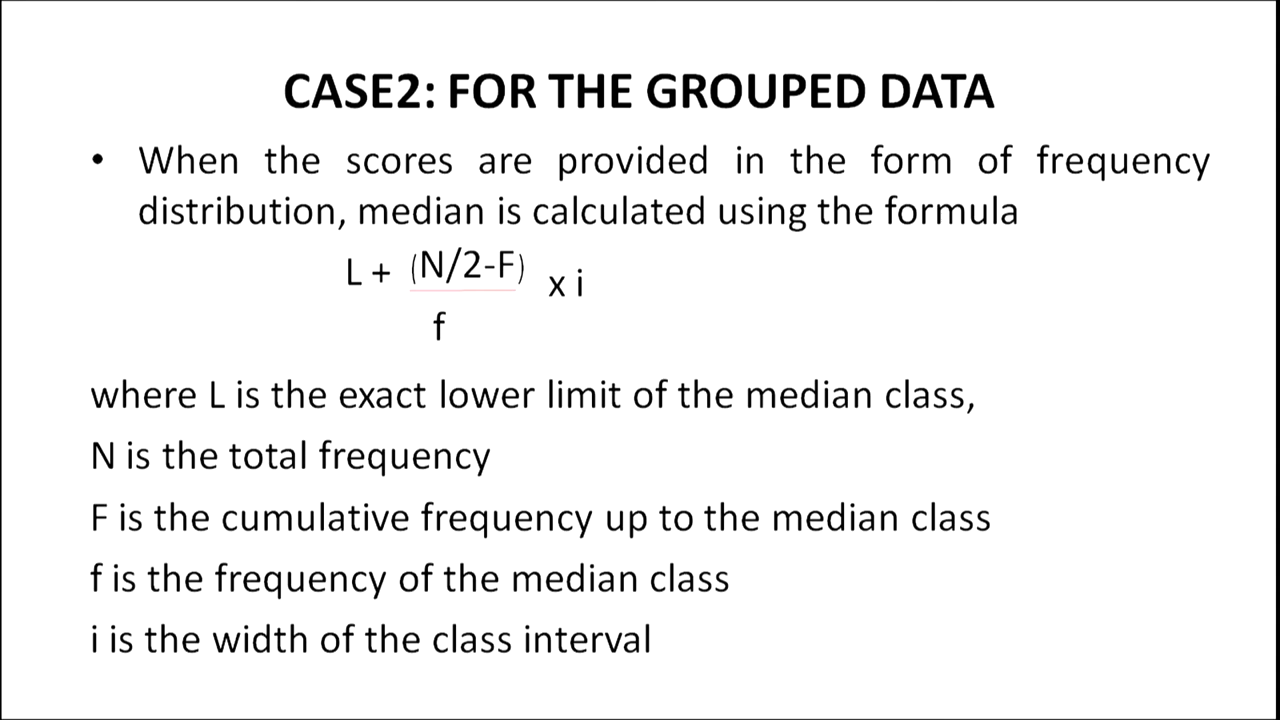 CASE2: FOR THE GROUPED DATA
• When the scores are provided in the form of frequency
distribution, median is calculated using the formula
L + (N/2-F) x i
f
where L is the exact lower limit of the median class,
N is the total frequency
F is the cumulative frequency up to the median class
f is the frequency of the median class
i is the width of the class interval